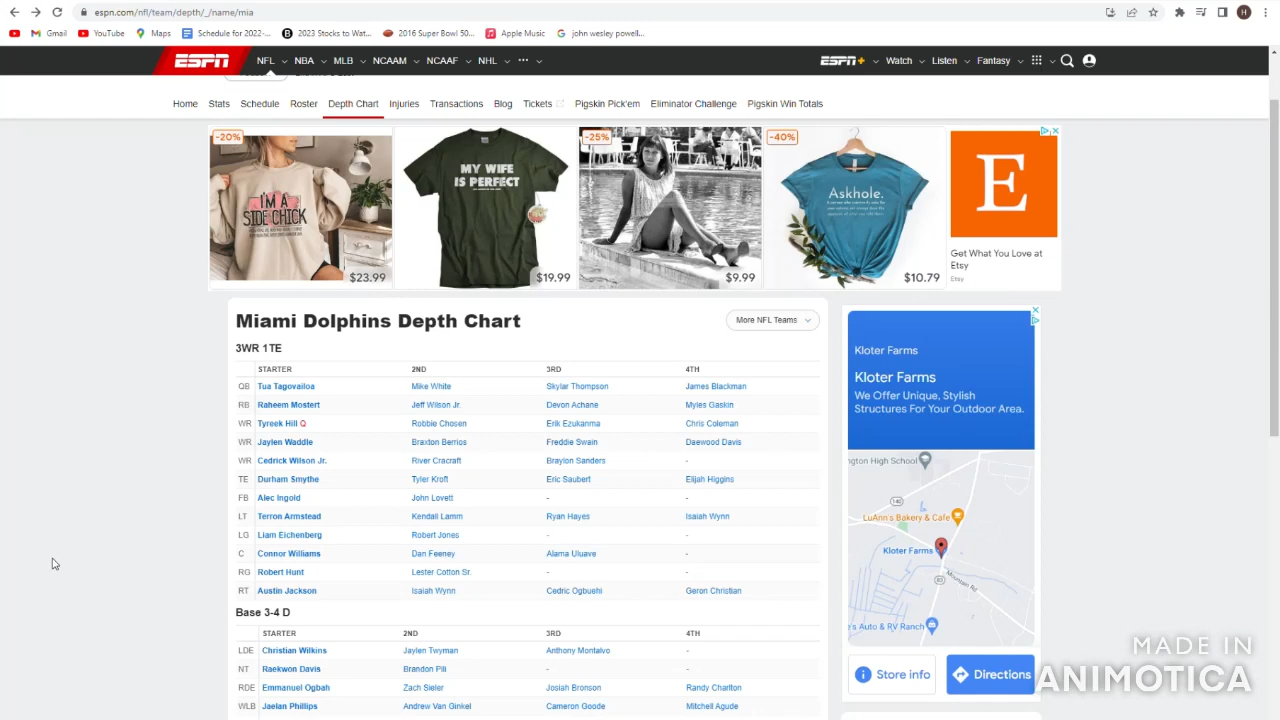 espn.com/nfl/team/depth/_/name/mia
H
Gmail YouTube Maps Schedule for 2022-... 2023 Stocks to Wat... 2016 Super Bowl 50... Apple Music john wesley powell...
ESPN NFL NBA MLB NCAAM NCAAF NHL ESPN+ Watch Listen Fantasy
Home Stats Schedule Roster Depth Chart Injuries Transactions Blog Tickets Pigskin Pick'em Eliminator Challenge Pigskin Win Totals
-20% -25% -40%
I'M A
SIDE CHICK
MY WIFE
IS PERFECT
Askhole.
E
$23.99 $19.99 $9.99 $10.79
Get What You Love at
Etsy
Etsy
Miami Dolphins Depth Chart
More NFL Teams
3WR 1TE
STARTER 2ND 3RD 4TH
QB Tua Tagovailoa Mike White Skylar Thompson James Blackman
RB Raheem Mostert Jeff Wilson Jr. Devon Achane Myles Gaskin
WR Tyreek Hill Q Robbie Chosen Erik Ezukanma Chris Coleman
WR Jaylen Waddle Braxton Berrios Freddie Swain Daewood Davis
WR Cedrick Wilson Jr. River Cracraft Braylon Sanders -
TE Durham Smythe Tyler Kroft Eric Saubert Elijah Higgins
FB Alec Ingold John Lovett - -
LT Terron Armstead Kendall Lamm Ryan Hayes Isaiah Wynn
LG Liam Eichenberg Robert Jones - -
C Connor Williams Dan Feeney Alama Uluave -
RG Robert Hunt Lester Cotton Sr. - -
RT Austin Jackson Isaiah Wynn Cedric Ogbuehi Geron Christian
Base 3-4 D
STARTER 2ND 3RD 4TH
LDE Christian Wilkins Jaylen Twyman Anthony Montalvo -
NT Raekwon Davis Brandon Pili - -
RDE Emmanuel Ogbah Zach Sieler Josiah Bronson Randy Charlton
WLB Jaelan Phillips Andrew Van Ginkel Cameron Goode Mitchell Agude
Kloter Farms
Kloter Farms
We Offer Unique, Stylish
Structures For Your Outdoor Area.
ngton High School
140
LuAnn's Bakery & Cafe
Kloter Farms
83
Mountain Rd
e's Auto & RV Ranch
Store info Directions
MADE IN
ANIMOTICA